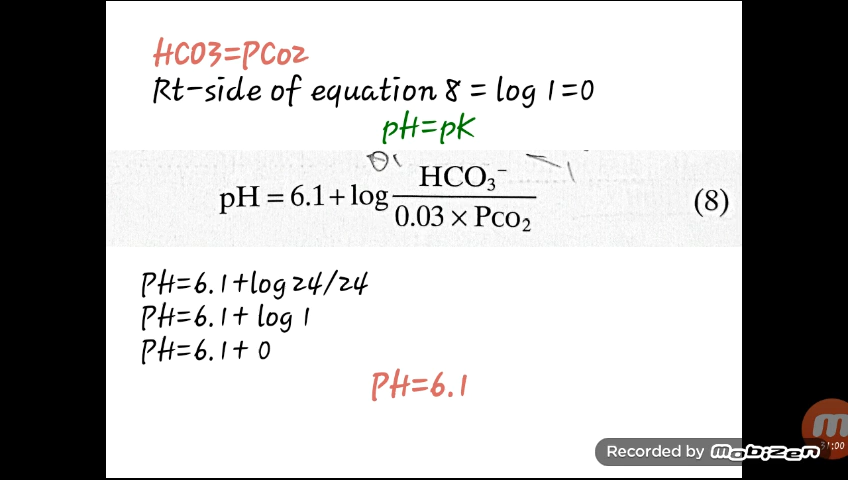 HCO3=PCO2
Rt-side of equation 8 = log 1=0
pH=pK
pH = 6.1 + log HCO₃⁻ / 0.03 × Pco₂ (8)
PH=6.1+log 24/24
PH=6.1+ log 1
PH=6.1+ 0
PH=6.1
Recorded by mobizen
31:00